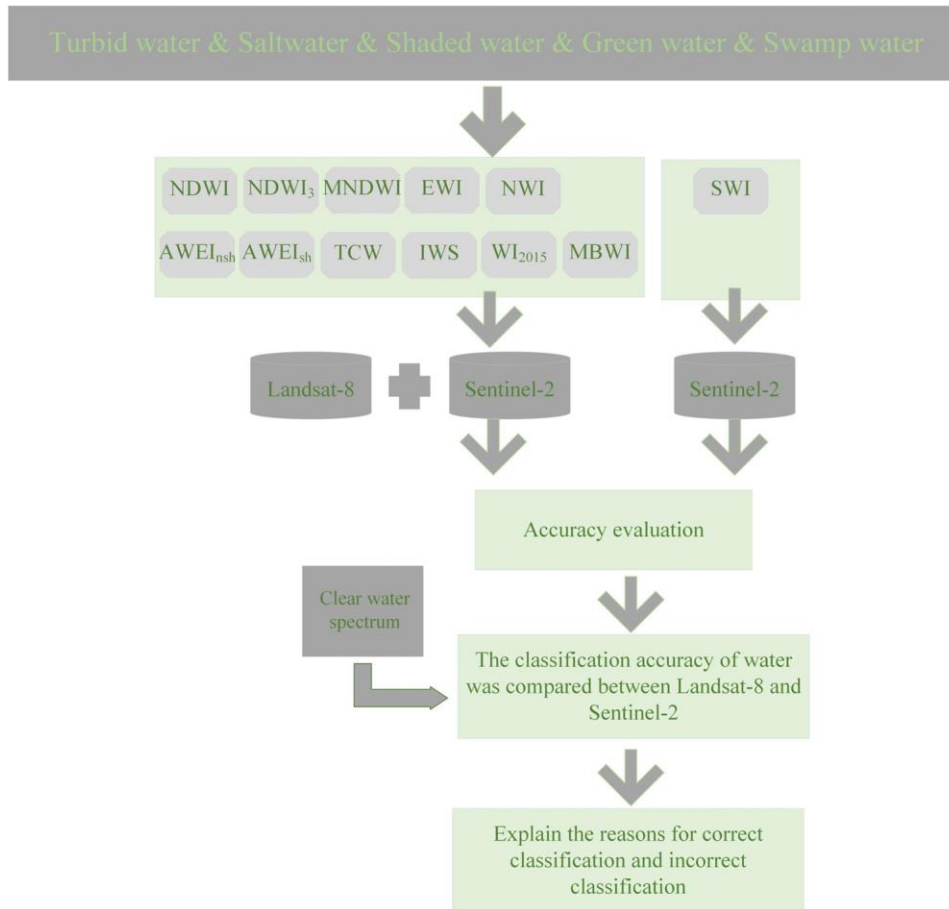 Turbid water & Saltwater & Shaded water & Green water & Swamp water
NDWI NDWI₃ MNDWI EWI NWI
SWI
AWEIₙₛₕ AWEIₛₕ TCW IWS WI₂₀₁₅ MBWI
Landsat-8 Sentinel-2 Sentinel-2
Accuracy evaluation
Clear water
spectrum
The classification accuracy of water
was compared between Landsat-8 and
Sentinel-2
Explain the reasons for correct
classification and incorrect
classification